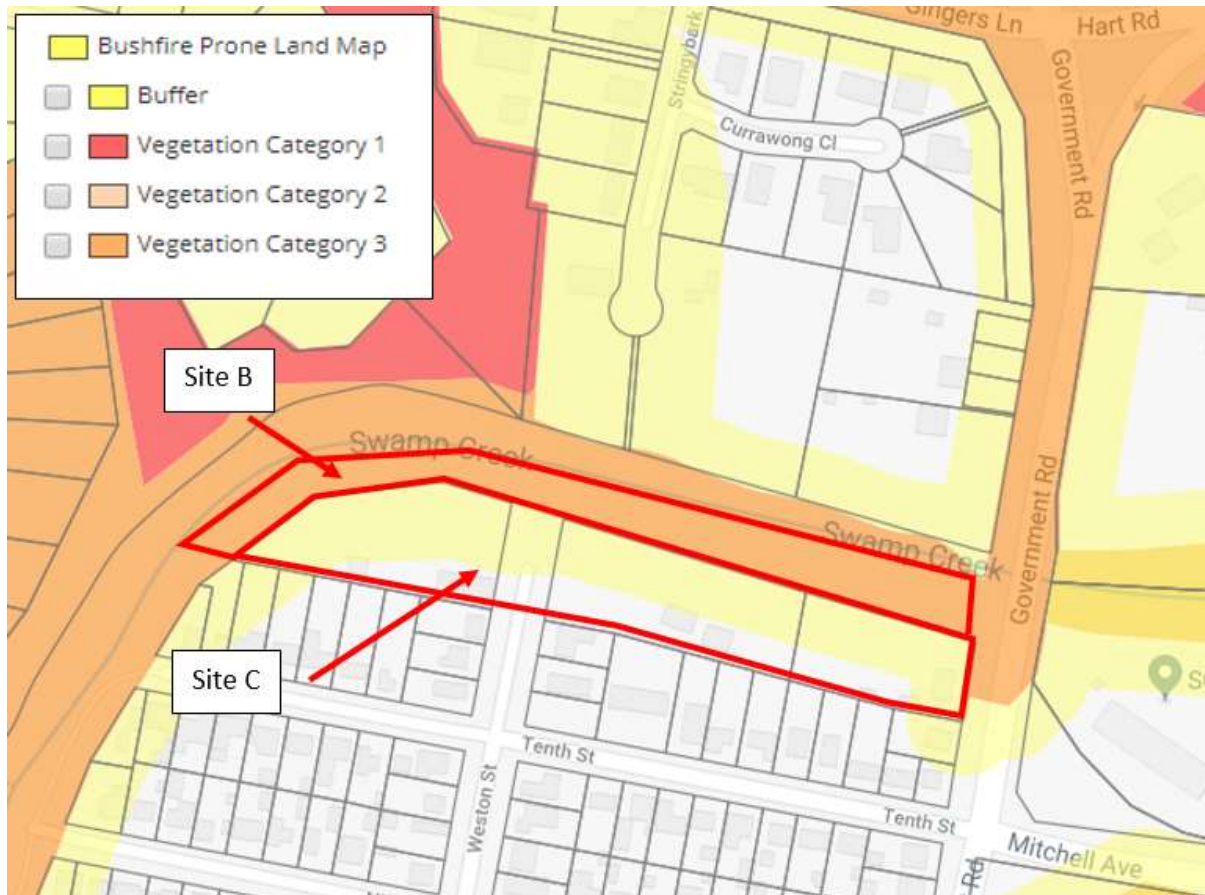 Bushfire Prone Land Map
Buffer
Vegetation Category 1
Vegetation Category 2
Vegetation Category 3
Gingers Ln
Hart Rd
Stringybark
Government Rd
Currawong Cl
Site B
Swamp Creek
Swamp Creek
Government Rd
Site C
Tenth St
Weston St
Tenth St
Mitchell Ave
Rd